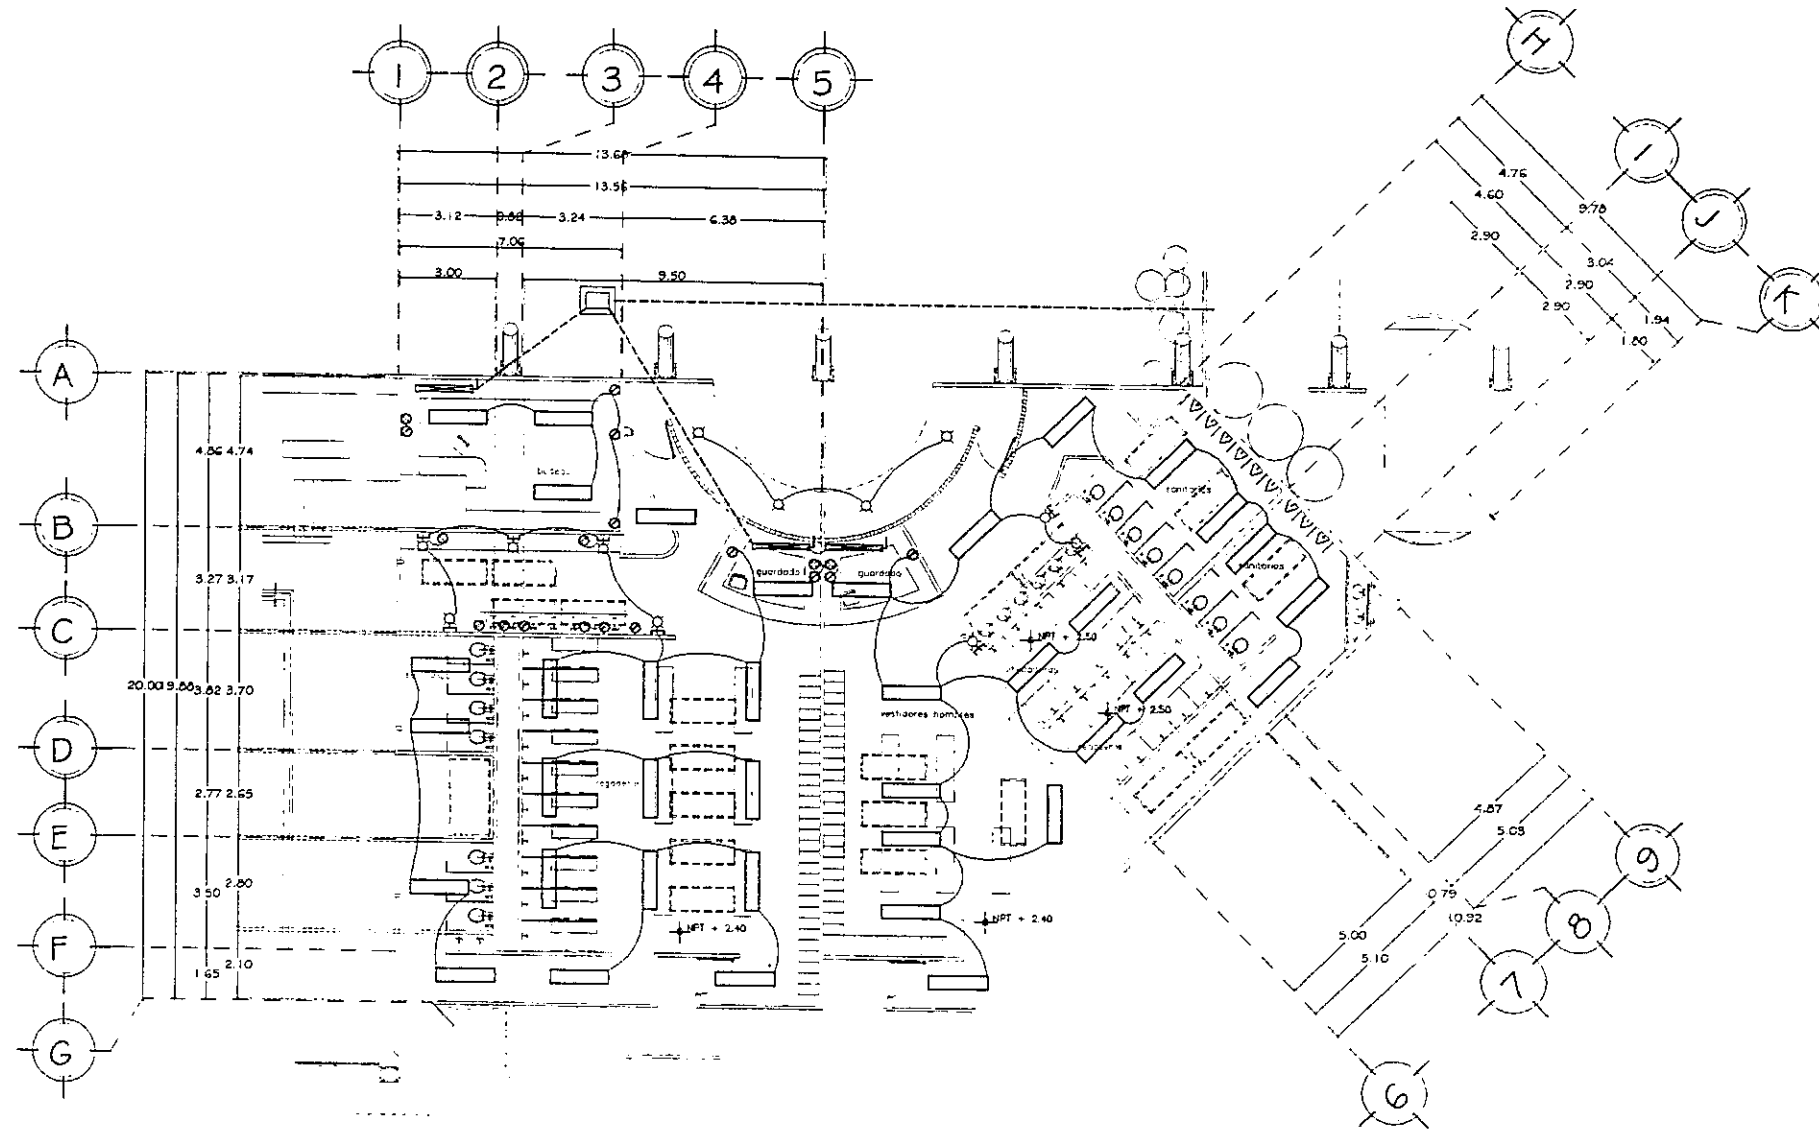 1 2 3 4 5
H
I
J
K
13.60
13.56
3.12 0.82 3.24 6.38
7.06
3.00 9.50
4.76
4.60
9.78
2.90
3.04
2.90
2.90
1.94
1.80
A
B
C
D
E
F
G
4.86 4.74
3.27 3.17
20.00 19.88 3.82 3.70
2.77 2.65
3.50 2.80
1.65 2.10
sanitarios
sanitarios
guardado
guardado
NPT + 2.50
vestidores hombres
NPT + 2.50
NPT + 2.40
NPT + 2.40
4.87
5.03
0.79
10.92
5.00
5.10
9
8
7
6